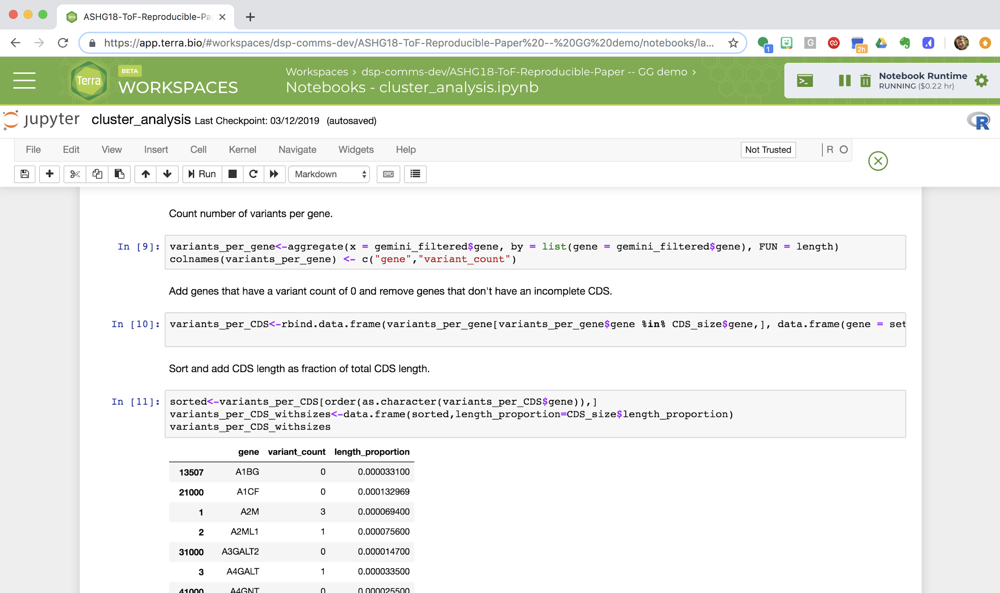 ASHG18-ToF-Reproducible-Pa
https://app.terra.bio/#workspaces/dsp-comms-dev/ASHG18-ToF-Reproducible-Paper%20--%20GG%20demo/notebooks/la...
1
G
2h
Terra
BETA
WORKSPACES
Workspaces › dsp-comms-dev/ASHG18-ToF-Reproducible-Paper -- GG demo ›
Notebooks - cluster_analysis.ipynb
Notebook Runtime
RUNNING ($0.22 hr)
jupyter cluster_analysis Last Checkpoint: 03/12/2019 (autosaved)
R
File Edit View Insert Cell Kernel Navigate Widgets Help
Not Trusted
R
Run
Markdown
Count number of variants per gene.
In [9]:
variants_per_gene<-aggregate(x = gemini_filtered$gene, by = list(gene = gemini_filtered$gene), FUN = length)
colnames(variants_per_gene) <- c("gene","variant_count")
Add genes that have a variant count of 0 and remove genes that don't have an incomplete CDS.
In [10]:
variants_per_CDS<-rbind.data.frame(variants_per_gene[variants_per_gene$gene %in% CDS_size$gene,], data.frame(gene = set
Sort and add CDS length as fraction of total CDS length.
In [11]:
sorted<-variants_per_CDS[order(as.character(variants_per_CDS$gene)),]
variants_per_CDS_withsizes<-data.frame(sorted,length_proportion=CDS_size$length_proportion)
variants_per_CDS_withsizes
gene variant_count length_proportion
13507 A1BG 0 0.000033100
21000 A1CF 0 0.000132969
1 A2M 3 0.000069400
2 A2ML1 1 0.000075600
31000 A3GALT2 0 0.000014700
3 A4GALT 1 0.000033500
41000 A4GNT 0 0.000025500